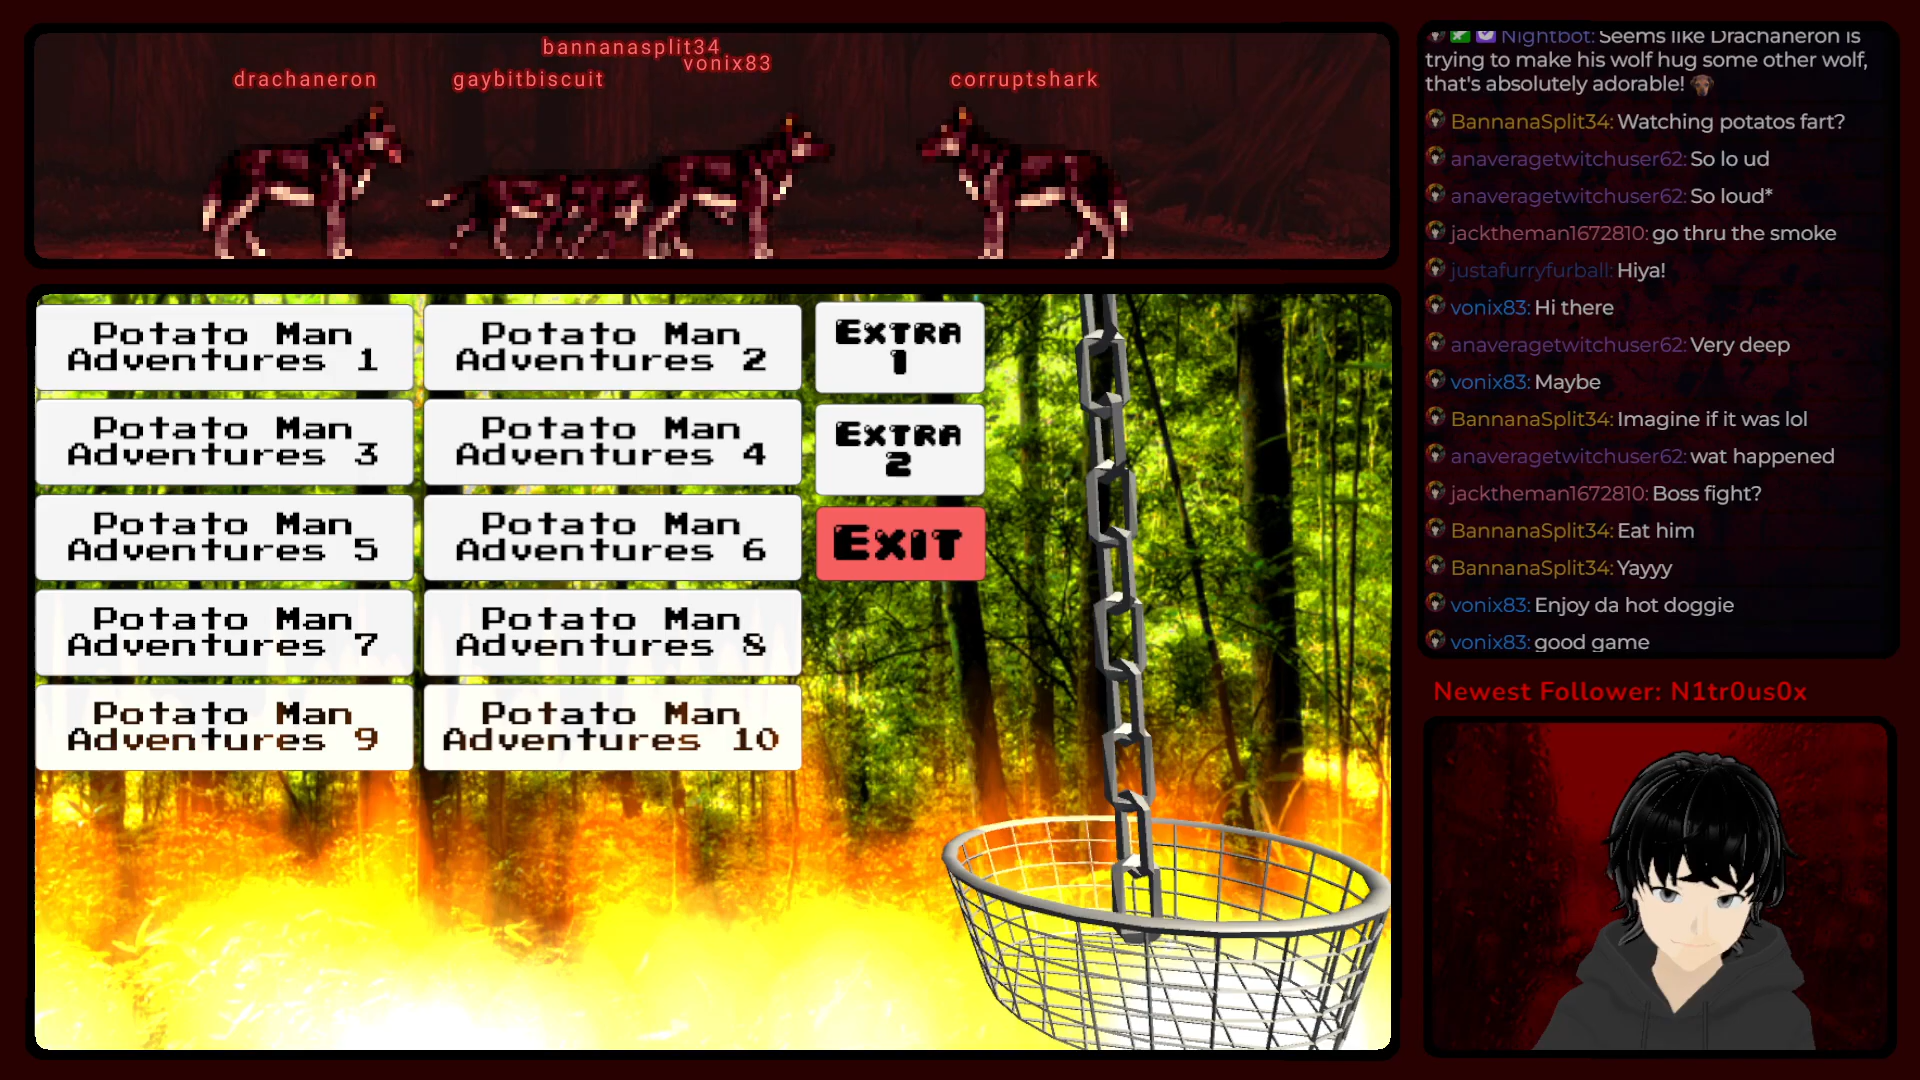 bannanasplit34
vonix83
drachaneron
gaybitbiscuit
corruptshark
Potato Man
Adventures 1
Potato Man
Adventures 2
Extra
1
Potato Man
Adventures 3
Potato Man
Adventures 4
Extra
2
Potato Man
Adventures 5
Potato Man
Adventures 6
Exit
Potato Man
Adventures 7
Potato Man
Adventures 8
Potato Man
Adventures 9
Potato Man
Adventures 10
Nightbot: Seems like Drachaneron is
trying to make his wolf hug some other wolf,
that's absolutely adorable!
BannanaSplit34: Watching potatos fart?
anaveragetwitchuser62: So lo ud
anaveragetwitchuser62: So loud*
jacktheman1672810: go thru the smoke
justafurryfurball: Hiya!
vonix83: Hi there
anaveragetwitchuser62: Very deep
vonix83: Maybe
BannanaSplit34: Imagine if it was lol
anaveragetwitchuser62: wat happened
jacktheman1672810: Boss fight?
BannanaSplit34: Eat him
BannanaSplit34: Yayyy
vonix83: Enjoy da hot doggie
vonix83: good game
Newest Follower: N1tr0us0x